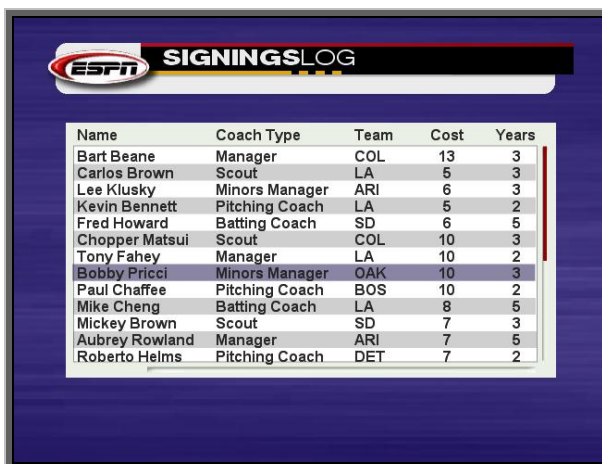 ESPN SIGNINGSLOG
Name Coach Type Team Cost Years
Bart Beane Manager COL 13 3
Carlos Brown Scout LA 5 3
Lee Klusky Minors Manager ARI 6 3
Kevin Bennett Pitching Coach LA 5 2
Fred Howard Batting Coach SD 6 5
Chopper Matsui Scout COL 10 3
Tony Fahey Manager LA 10 2
Bobby Pricci Minors Manager OAK 10 3
Paul Chaffee Pitching Coach BOS 10 2
Mike Cheng Batting Coach LA 8 5
Mickey Brown Scout SD 7 3
Aubrey Rowland Manager ARI 7 5
Roberto Helms Pitching Coach DET 7 2